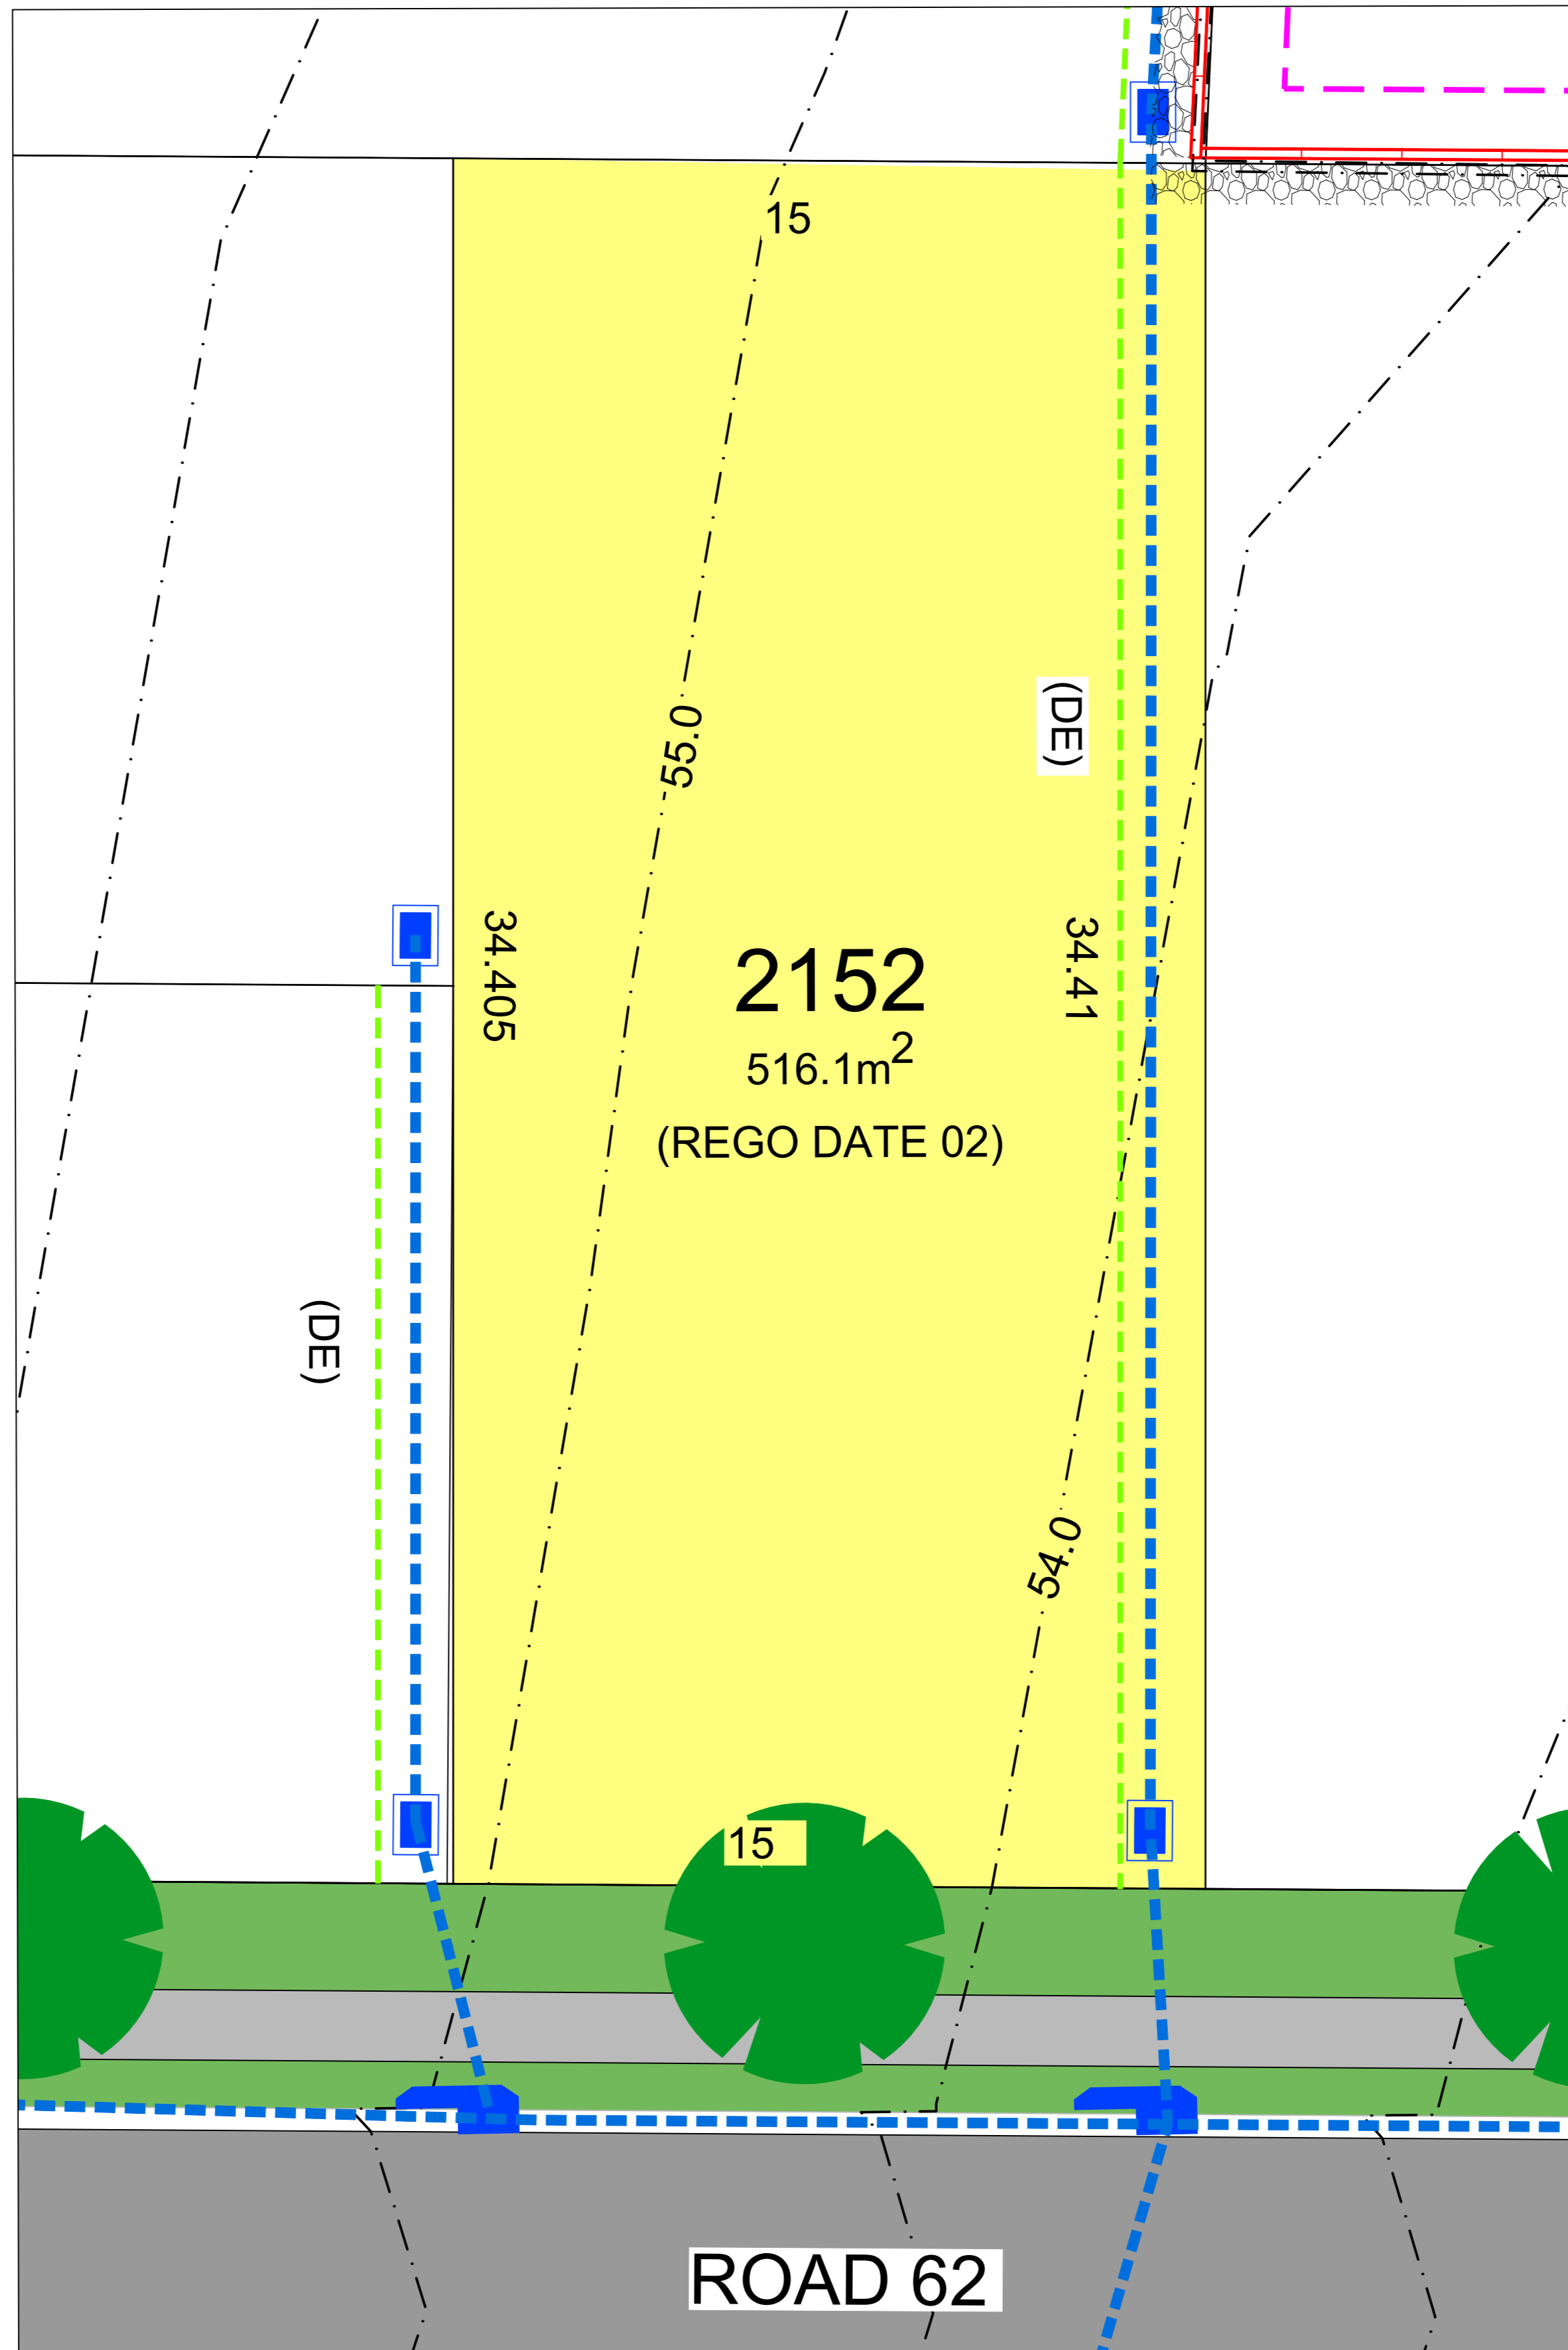 15
55.0
(DE)
34.405
2152
34.41
516.1m²
(REGO DATE 02)
(DE)
54.0
15
ROAD 62